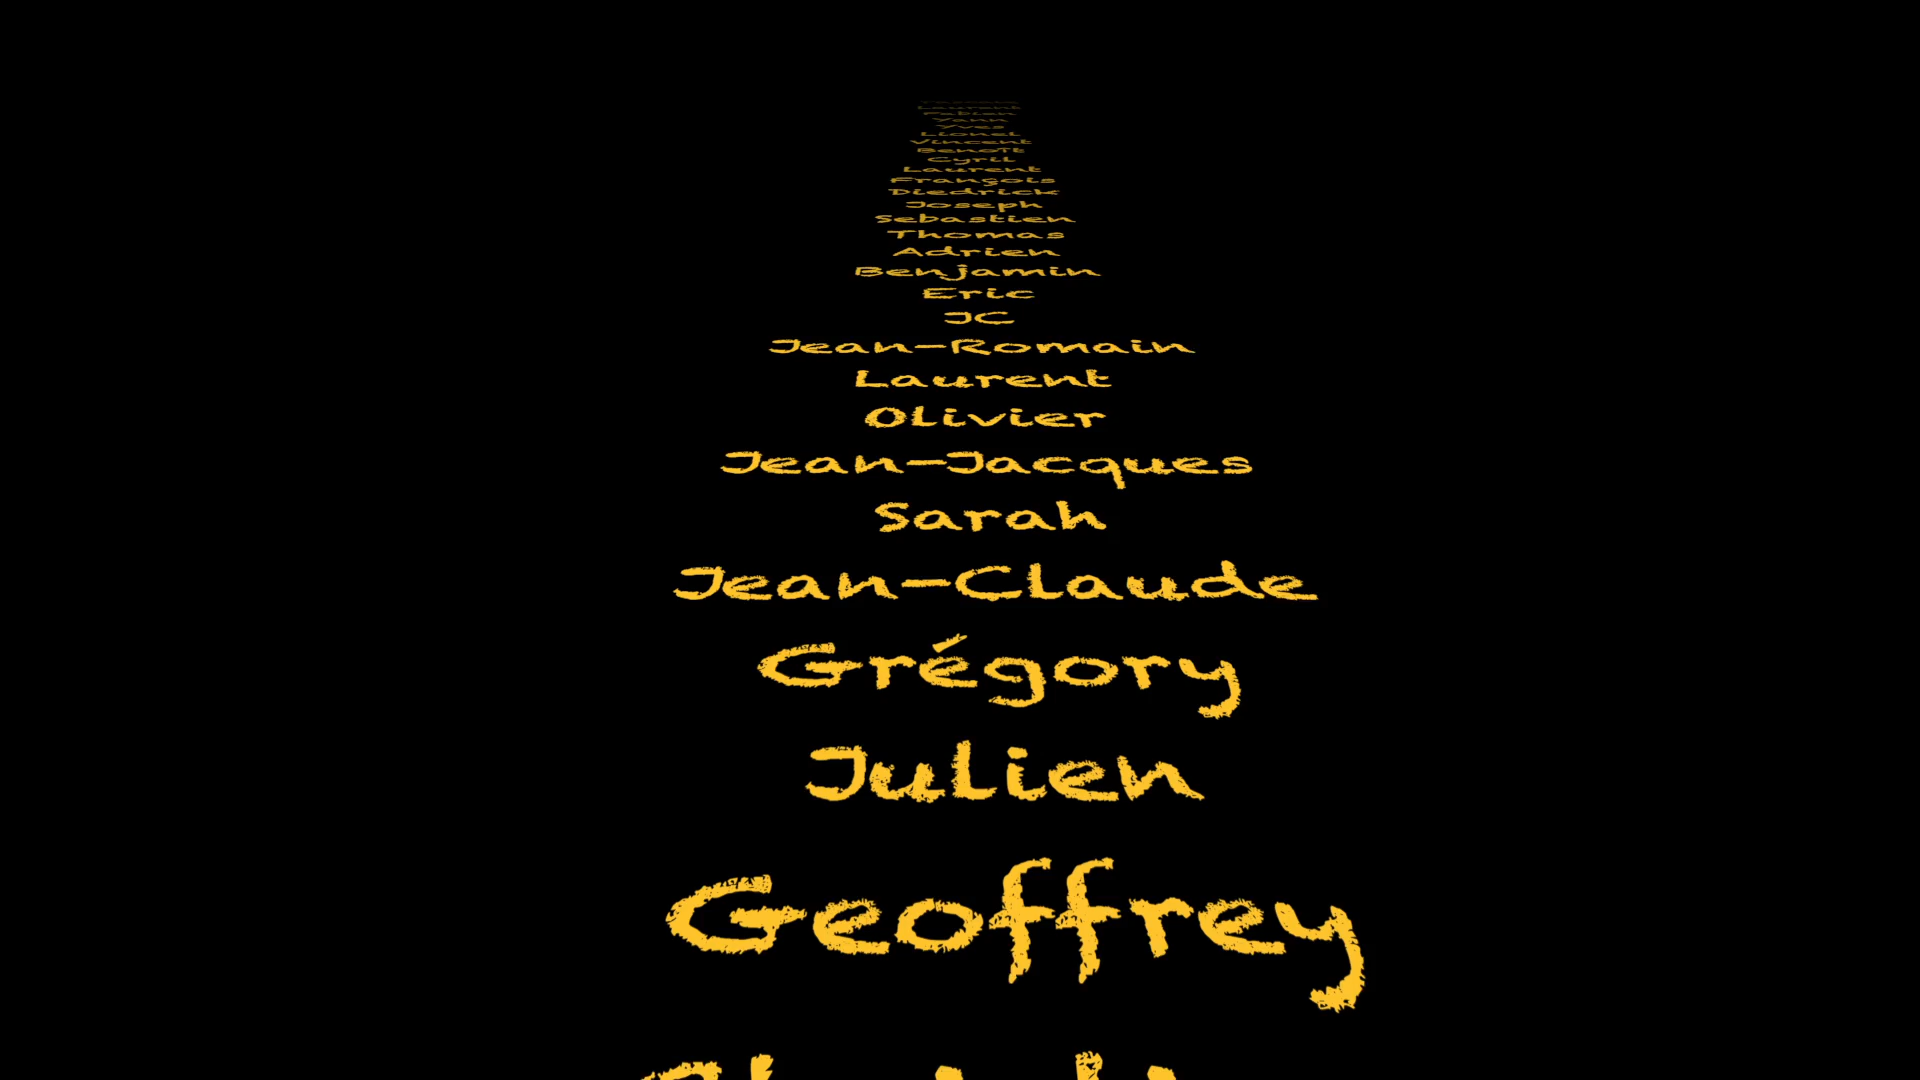 Laurent
Fabien
Yann
Yves
Lionel
Vincent
Benoît
Cyril
Laurent
François
Diedrick
Joseph
Sebastien
Thomas
Adrien
Benjamin
Eric
JC
Jean-Romain
Laurent
Olivier
Jean-Jacques
Sarah
Jean-Claude
Grégory
Julien
Geoffrey